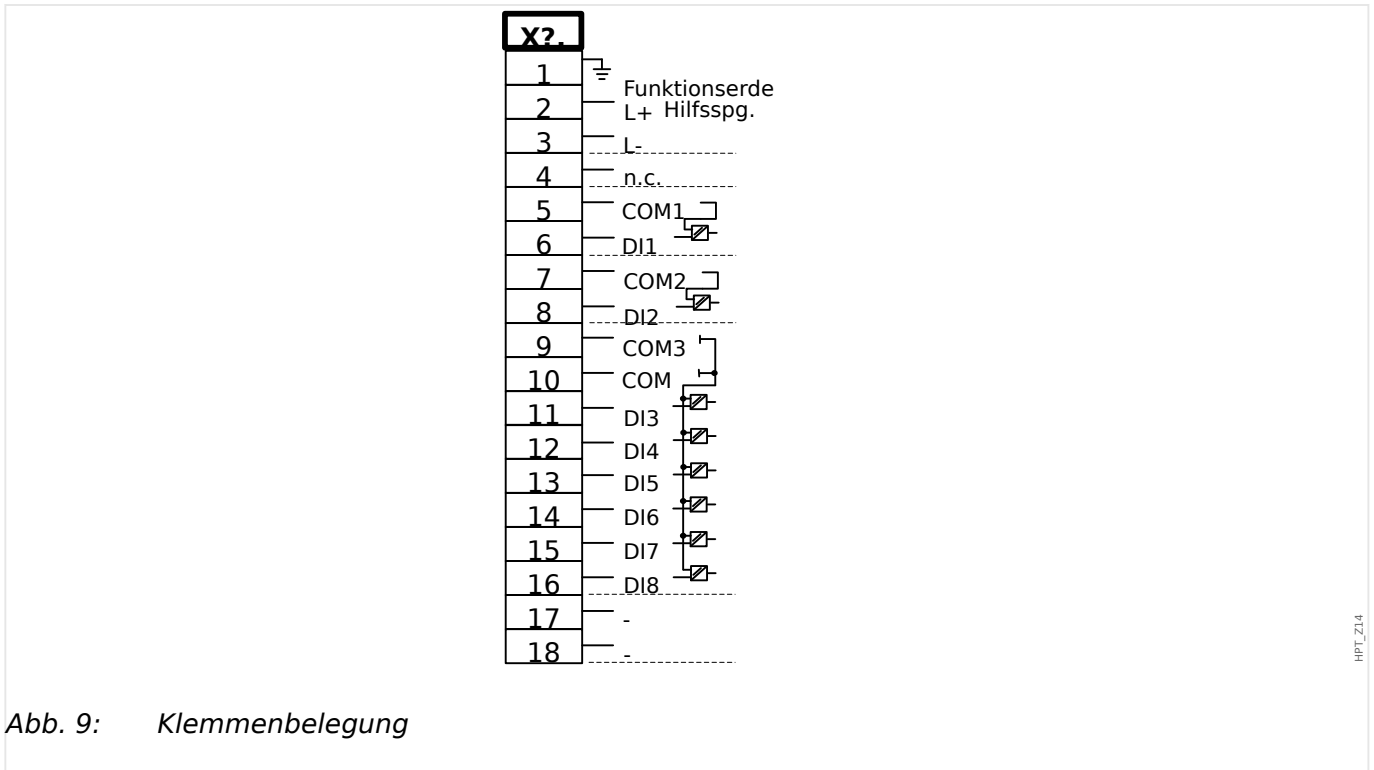 X?.
1
Funktionserde
2 L+ Hilfsspg.
3 L-
4 n.c.
5 COM1
6 DI1
7 COM2
8 DI2
9 COM3
10 COM
11 DI3
12 DI4
13 DI5
14 DI6
15 DI7
16 DI8
17 -
18 -
HPT_Z14
Abb. 9: Klemmenbelegung